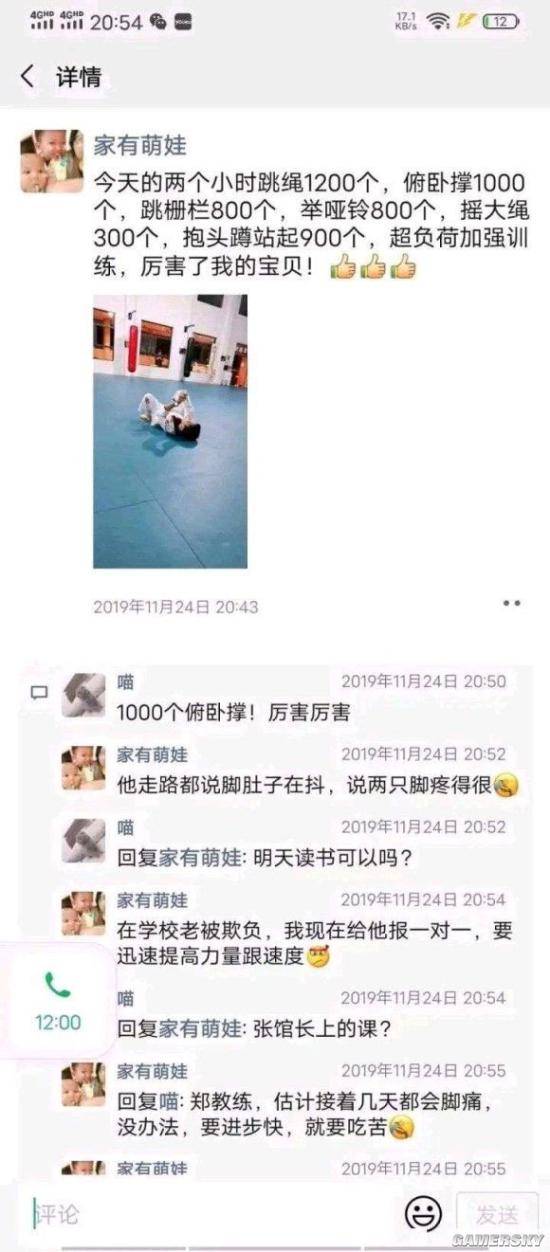 4GHD 4GHD 20:54
17.1
KB/s
12
详情
家有萌娃
今天的两个小时跳绳1200个，俯卧撑1000
个，跳栅栏800个，举哑铃800个，摇大绳
300个，抱头蹲站起900个，超负荷加强训
练，厉害了我的宝贝！👍👍👍
2019年11月24日 20:43
喵
2019年11月24日 20:50
1000个俯卧撑！厉害厉害
家有萌娃
2019年11月24日 20:52
他走路都说脚肚子在抖，说两只脚疼得很
喵
2019年11月24日 20:52
回复家有萌娃: 明天读书可以吗？
家有萌娃
2019年11月24日 20:54
在学校老被欺负，我现在给他报一对一，要
迅速提高力量跟速度
喵
2019年11月24日 20:54
12:00
回复家有萌娃: 张馆长上的课？
家有萌娃
2019年11月24日 20:55
回复喵: 郑教练，估计接着几天都会脚痛，
没办法，要进步快，就要吃苦
家有萌娃
2019年11月24日 20:55
评论
发送
GAMERSKY